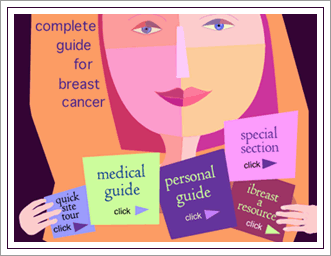 complete
guide
for
breast
cancer
special
section
click
medical
guide
click
personal
guide
click
quick
site
tour
click
ibreast
a
resource
click